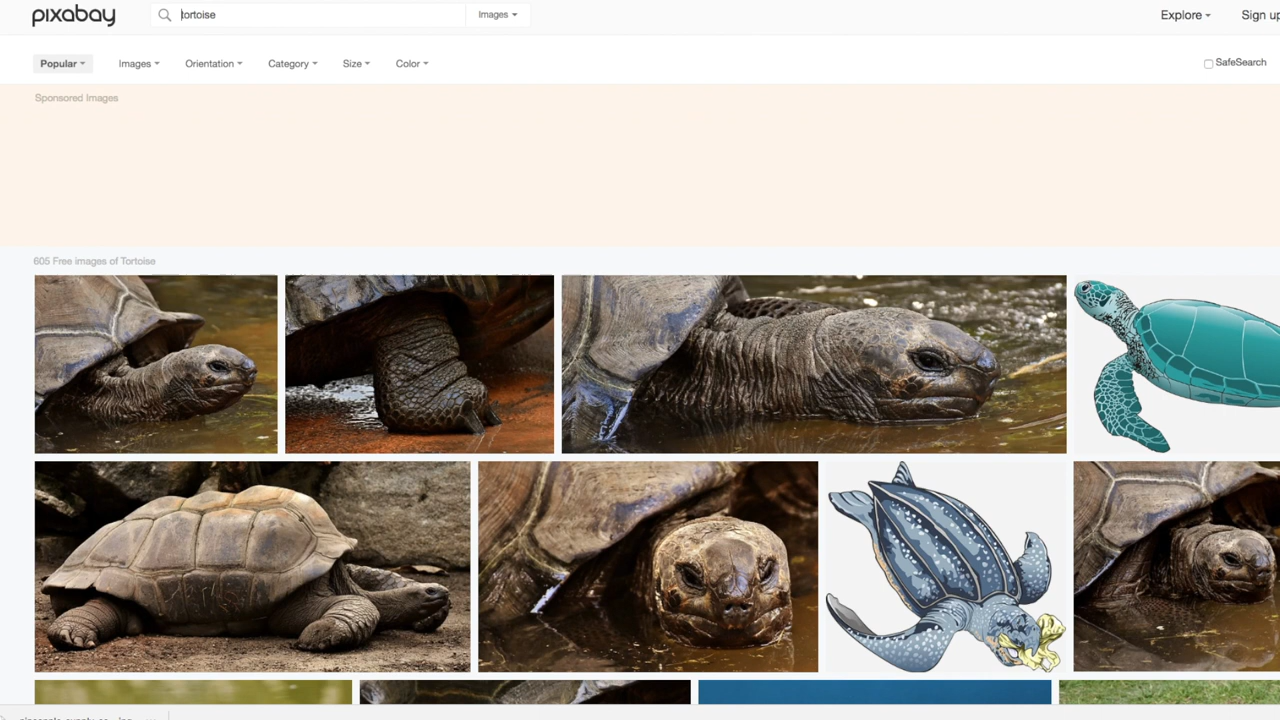 pixabay
tortoise
Images
Explore
Sign up
Popular
Images
Orientation
Category
Size
Color
SafeSearch
Sponsored Images
605 Free images of Tortoise